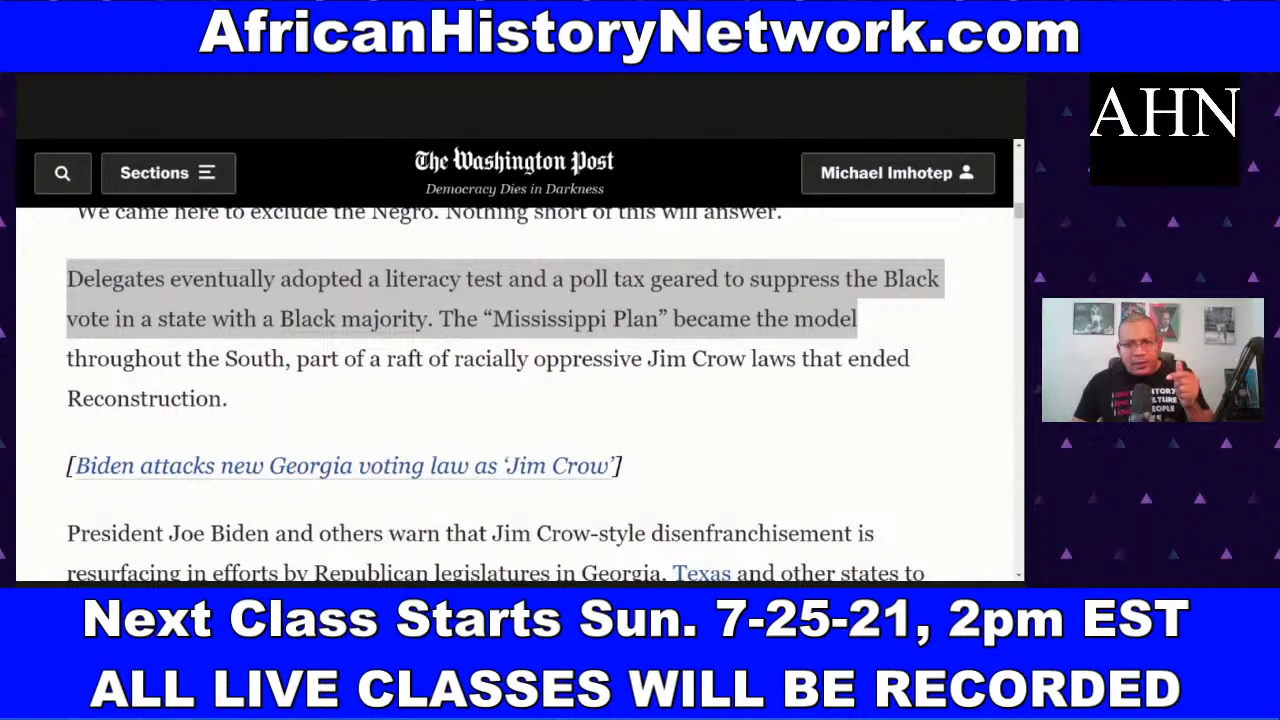 AfricanHistoryNetwork.com
AHN
Sections
The Washington Post
Democracy Dies in Darkness
Michael Imhotep
"We came here to exclude the Negro. Nothing short of this will answer."
Delegates eventually adopted a literacy test and a poll tax geared to suppress the Black
vote in a state with a Black majority. The “Mississippi Plan” became the model
throughout the South, part of a raft of racially oppressive Jim Crow laws that ended
Reconstruction.
[Biden attacks new Georgia voting law as ‘Jim Crow’]
President Joe Biden and others warn that Jim Crow-style disenfranchisement is
resurfacing in efforts by Republican legislatures in Georgia, Texas and other states to
Next Class Starts Sun. 7-25-21, 2pm EST
ALL LIVE CLASSES WILL BE RECORDED